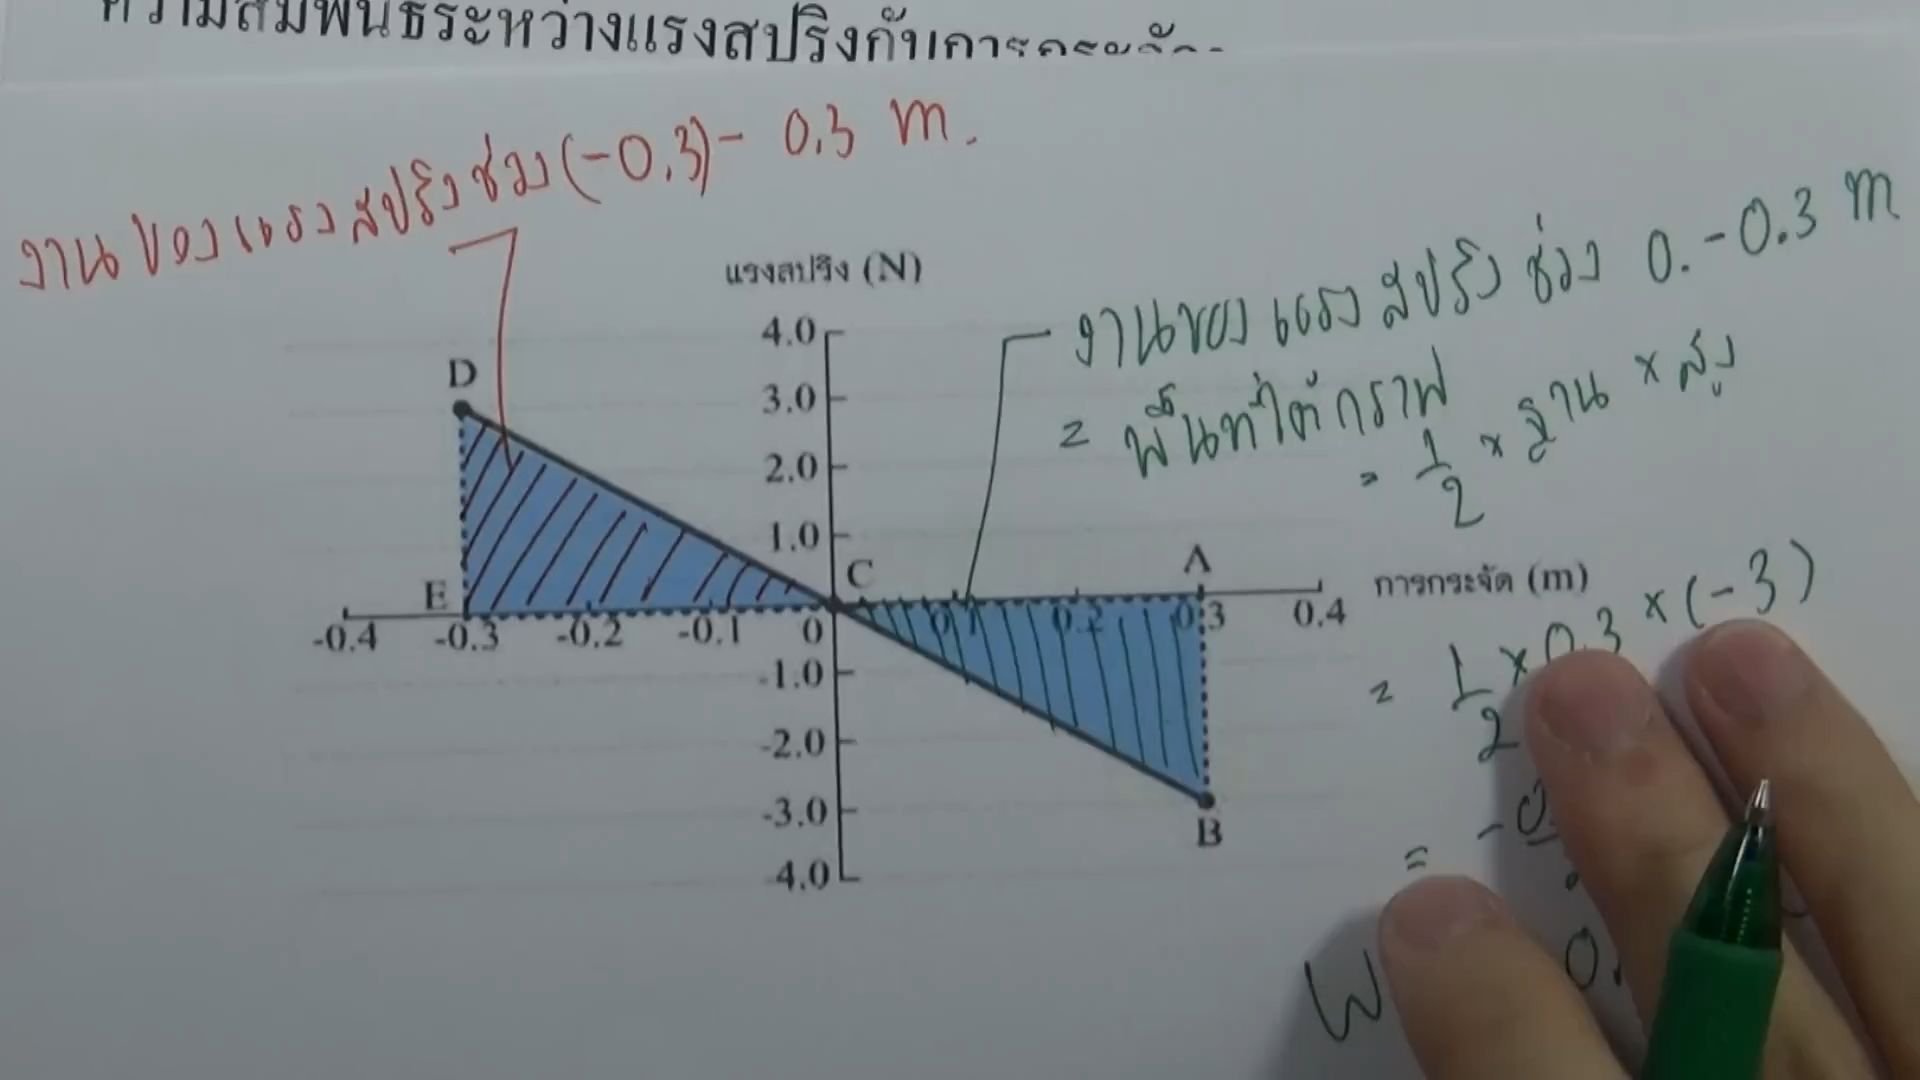 ความสัมพันธ์ระหว่างแรงสปริงกับการกระจัด
งานของแรงสปริงช่วง (-0.3) - 0.3 m.
แรงสปริง (N)
งานของแรงสปริงช่วง 0. - 0.3 m
= พื้นที่ใต้กราฟ
= 1/2 × ฐาน × สูง
4.0
D
3.0
2.0
1.0
C
A
การกระจัด (m)
E
-0.4 -0.3 -0.2 -0.1 0 0.1 0.2 0.3 0.4
= 1/2 × 0.3 × (-3)
-1.0
-2.0
-3.0
B
= -0.
4.0
W 0.